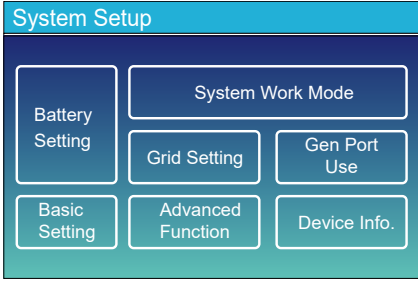 System Setup
Battery
Setting
System Work Mode
Grid Setting
Gen Port
Use
Basic
Setting
Advanced
Function
Device Info.